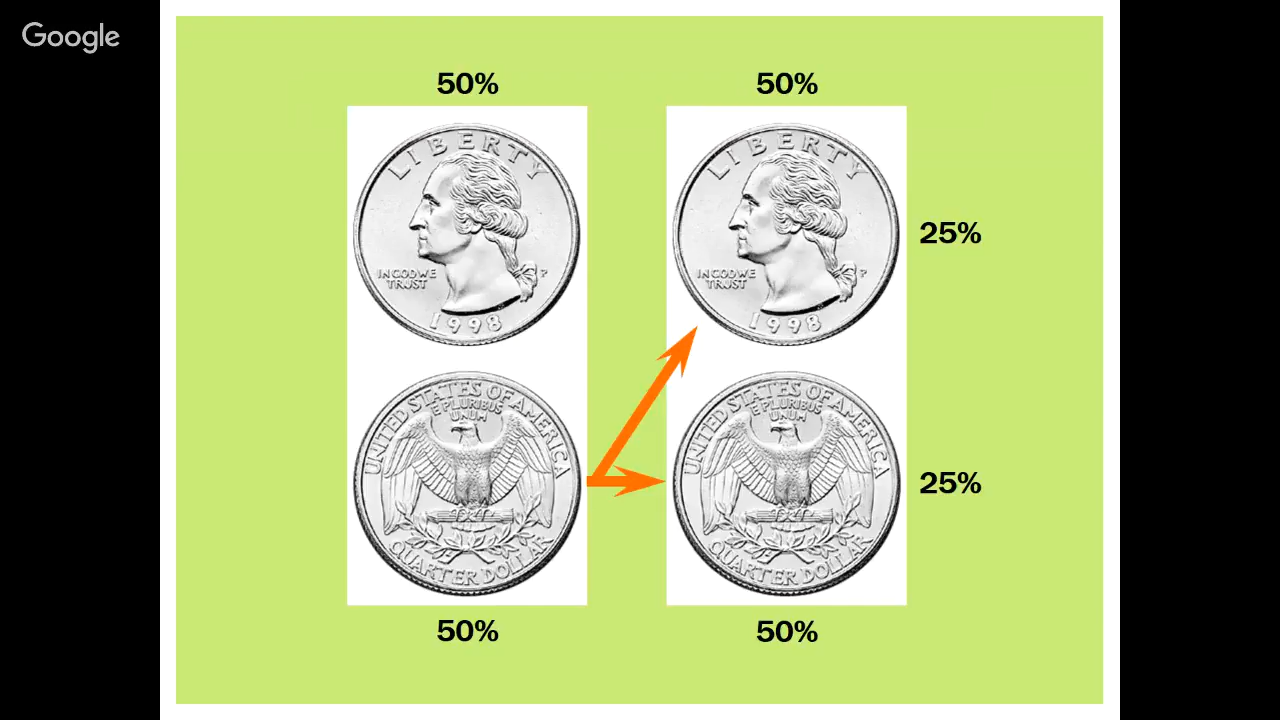 Google
50%
50%
LIBERTY
IN GOD WE
TRUST
P
1998
LIBERTY
IN GOD WE
TRUST
P
1998
25%
UNITED STATES OF AMERICA
E PLURIBUS
UNUM
QUARTER DOLLAR
UNITED STATES OF AMERICA
E PLURIBUS
UNUM
QUARTER DOLLAR
25%
50%
50%